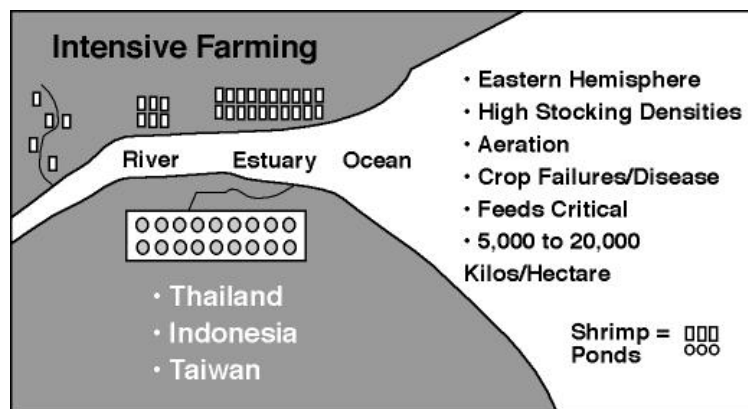 Intensive Farming
River
Estuary
Ocean
· Eastern Hemisphere
· High Stocking Densities
· Aeration
· Crop Failures/Disease
· Feeds Critical
· 5,000 to 20,000
Kilos/Hectare
· Thailand
· Indonesia
· Taiwan
Shrimp =
Ponds